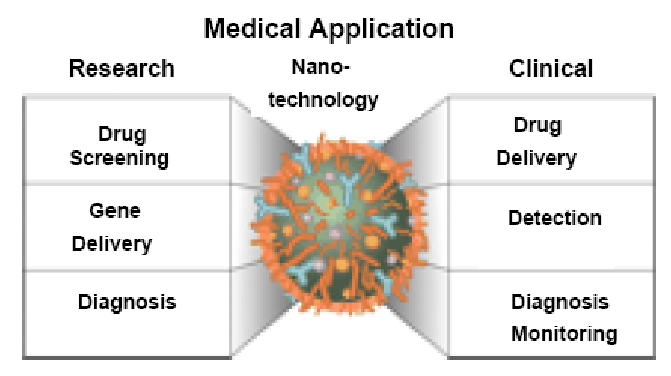 Medical Application
Research
Nano-
technology
Clinical
Drug
Screening
Gene
Delivery
Diagnosis
Drug
Delivery
Detection
Diagnosis
Monitoring